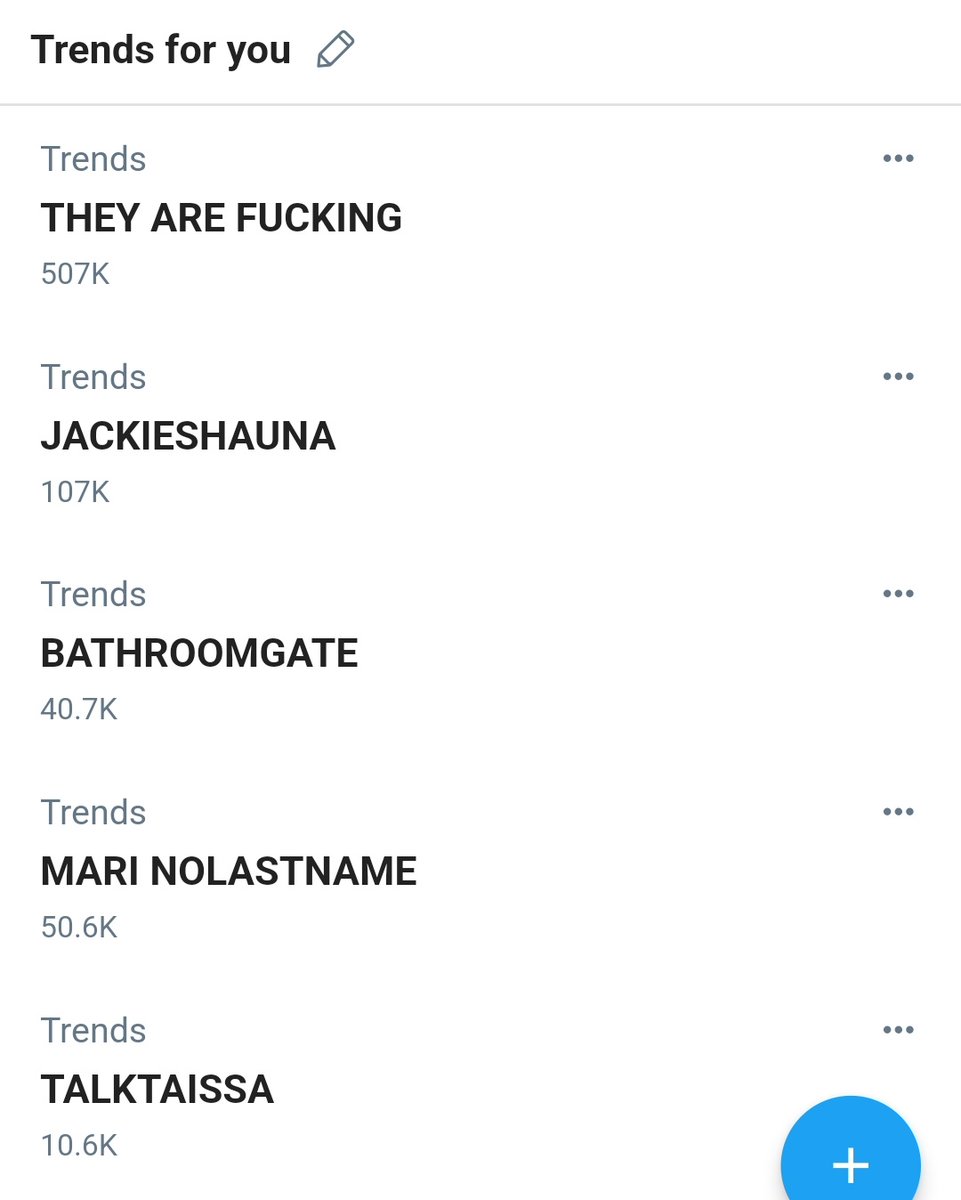 Trends for you
Trends
THEY ARE FUCKING
507K
Trends
JACKIESHAUNA
107K
Trends
BATHROOMGATE
40.7K
Trends
MARI NOLASTNAME
50.6K
Trends
TALKTAISSA
10.6K